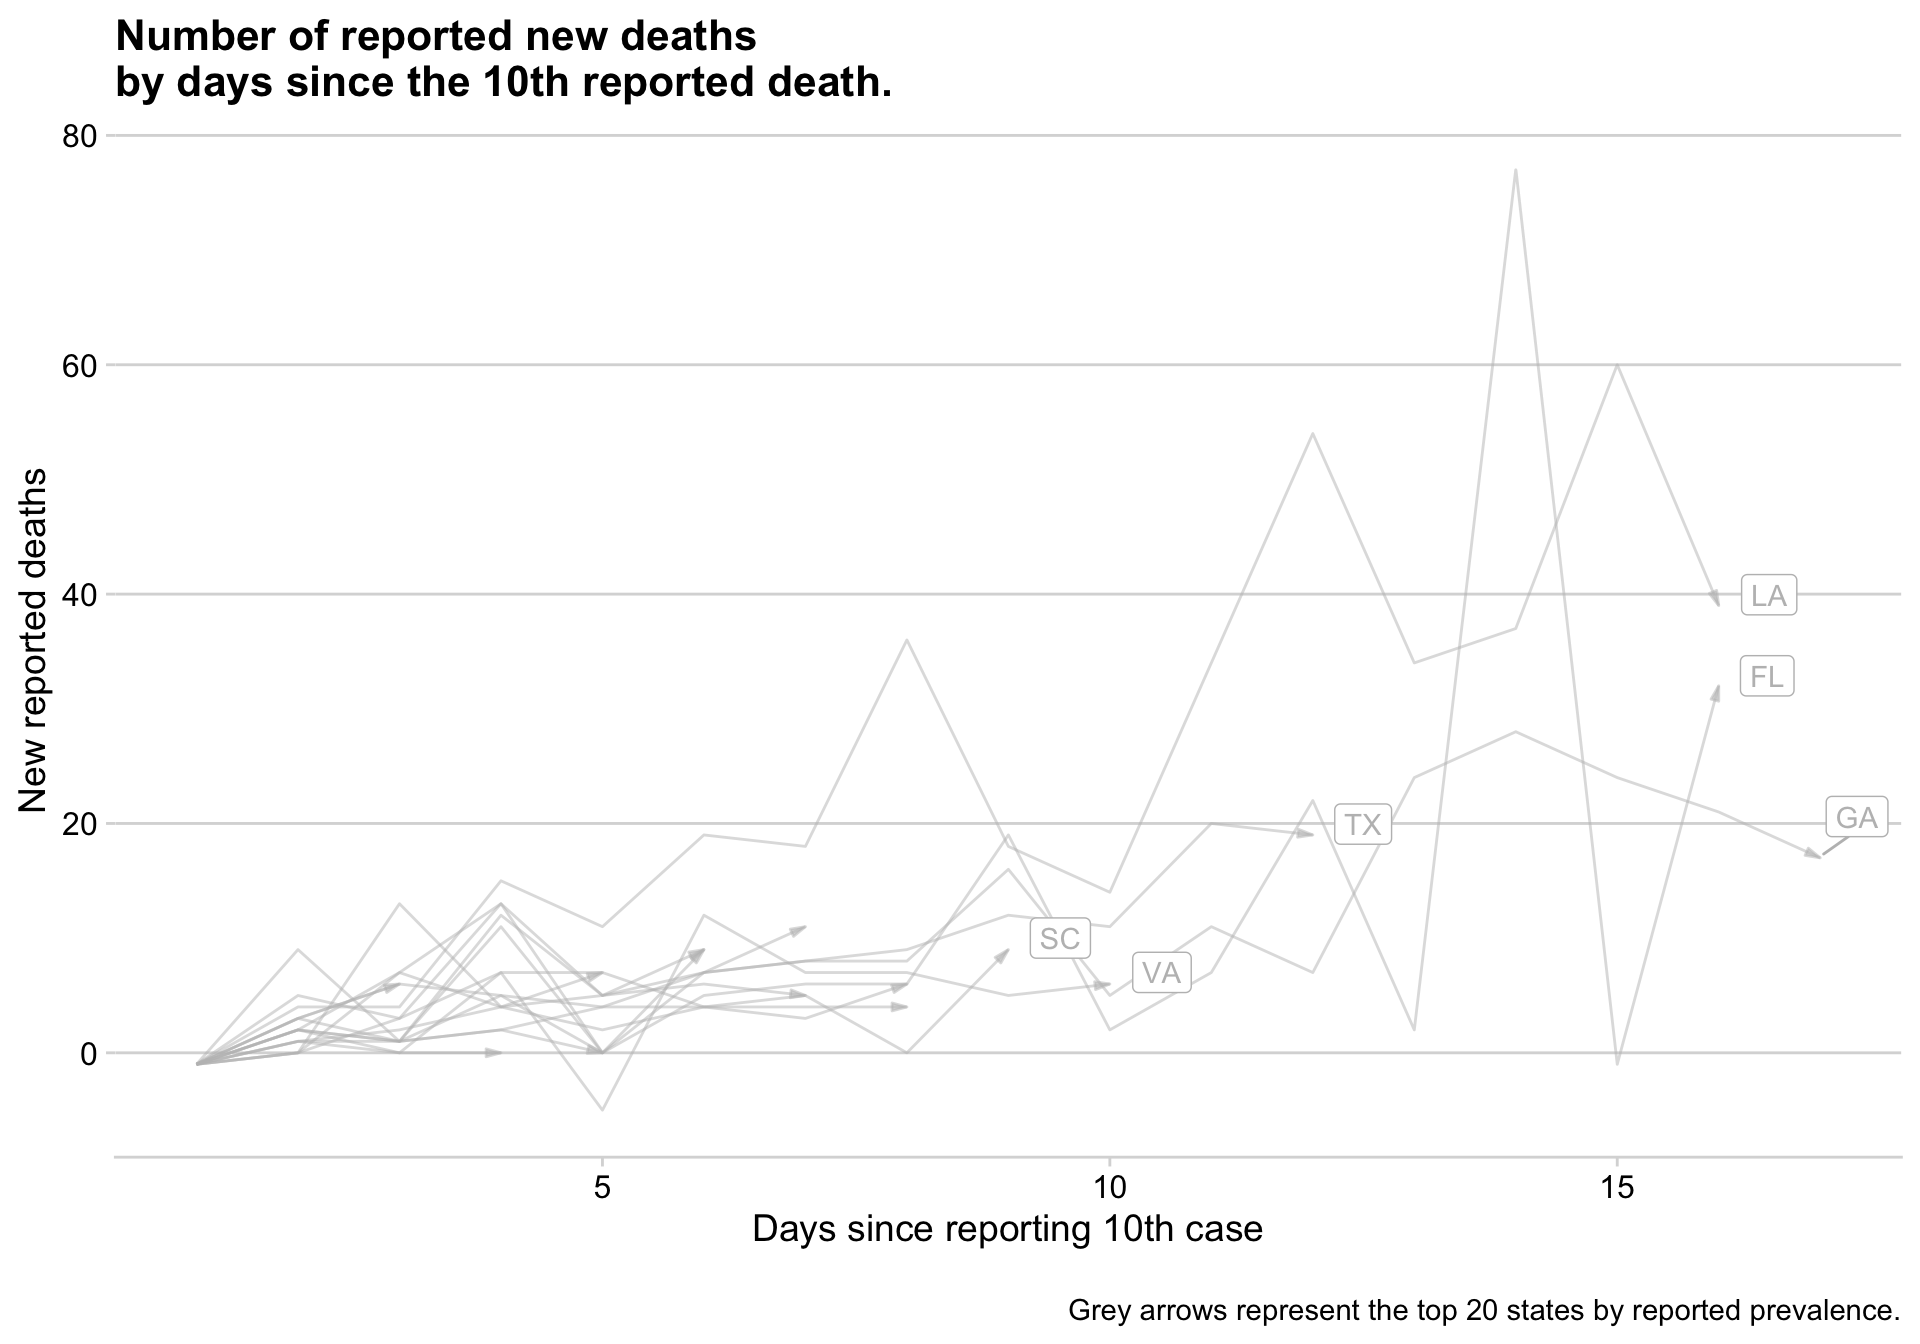 Number of reported new deaths
by days since the 10th reported death.
80
60
40
20
0
New reported deaths
LA
FL
GA
TX
SC
VA
5 10 15
Days since reporting 10th case
Grey arrows represent the top 20 states by reported prevalence.